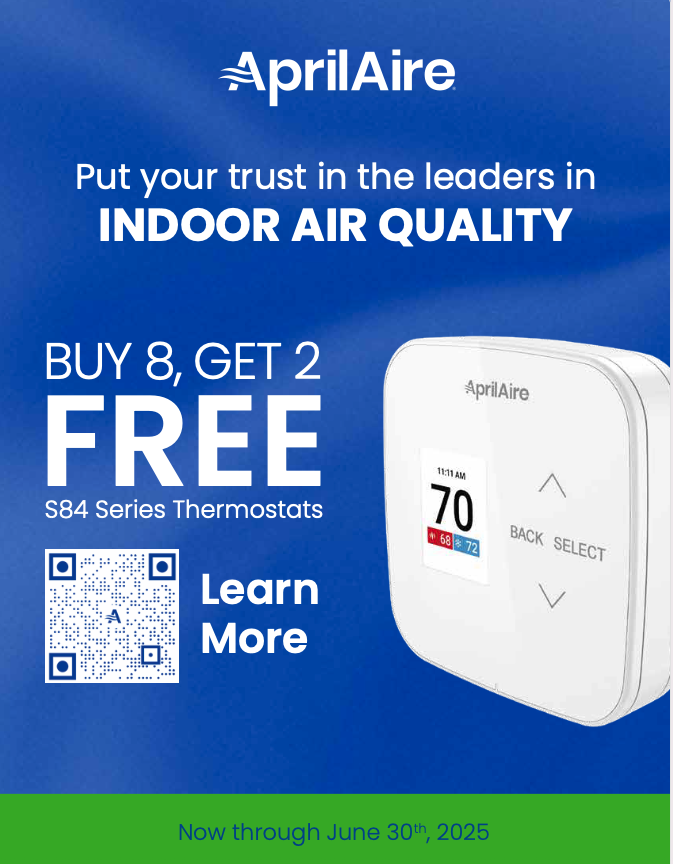 AprilAire
Put your trust in the leaders in
INDOOR AIR QUALITY
BUY 8, GET 2
FREE
S84 Series Thermostats
Learn
More
AprilAire
11:11 AM
70
68 72
BACK SELECT
Now through June 30th, 2025